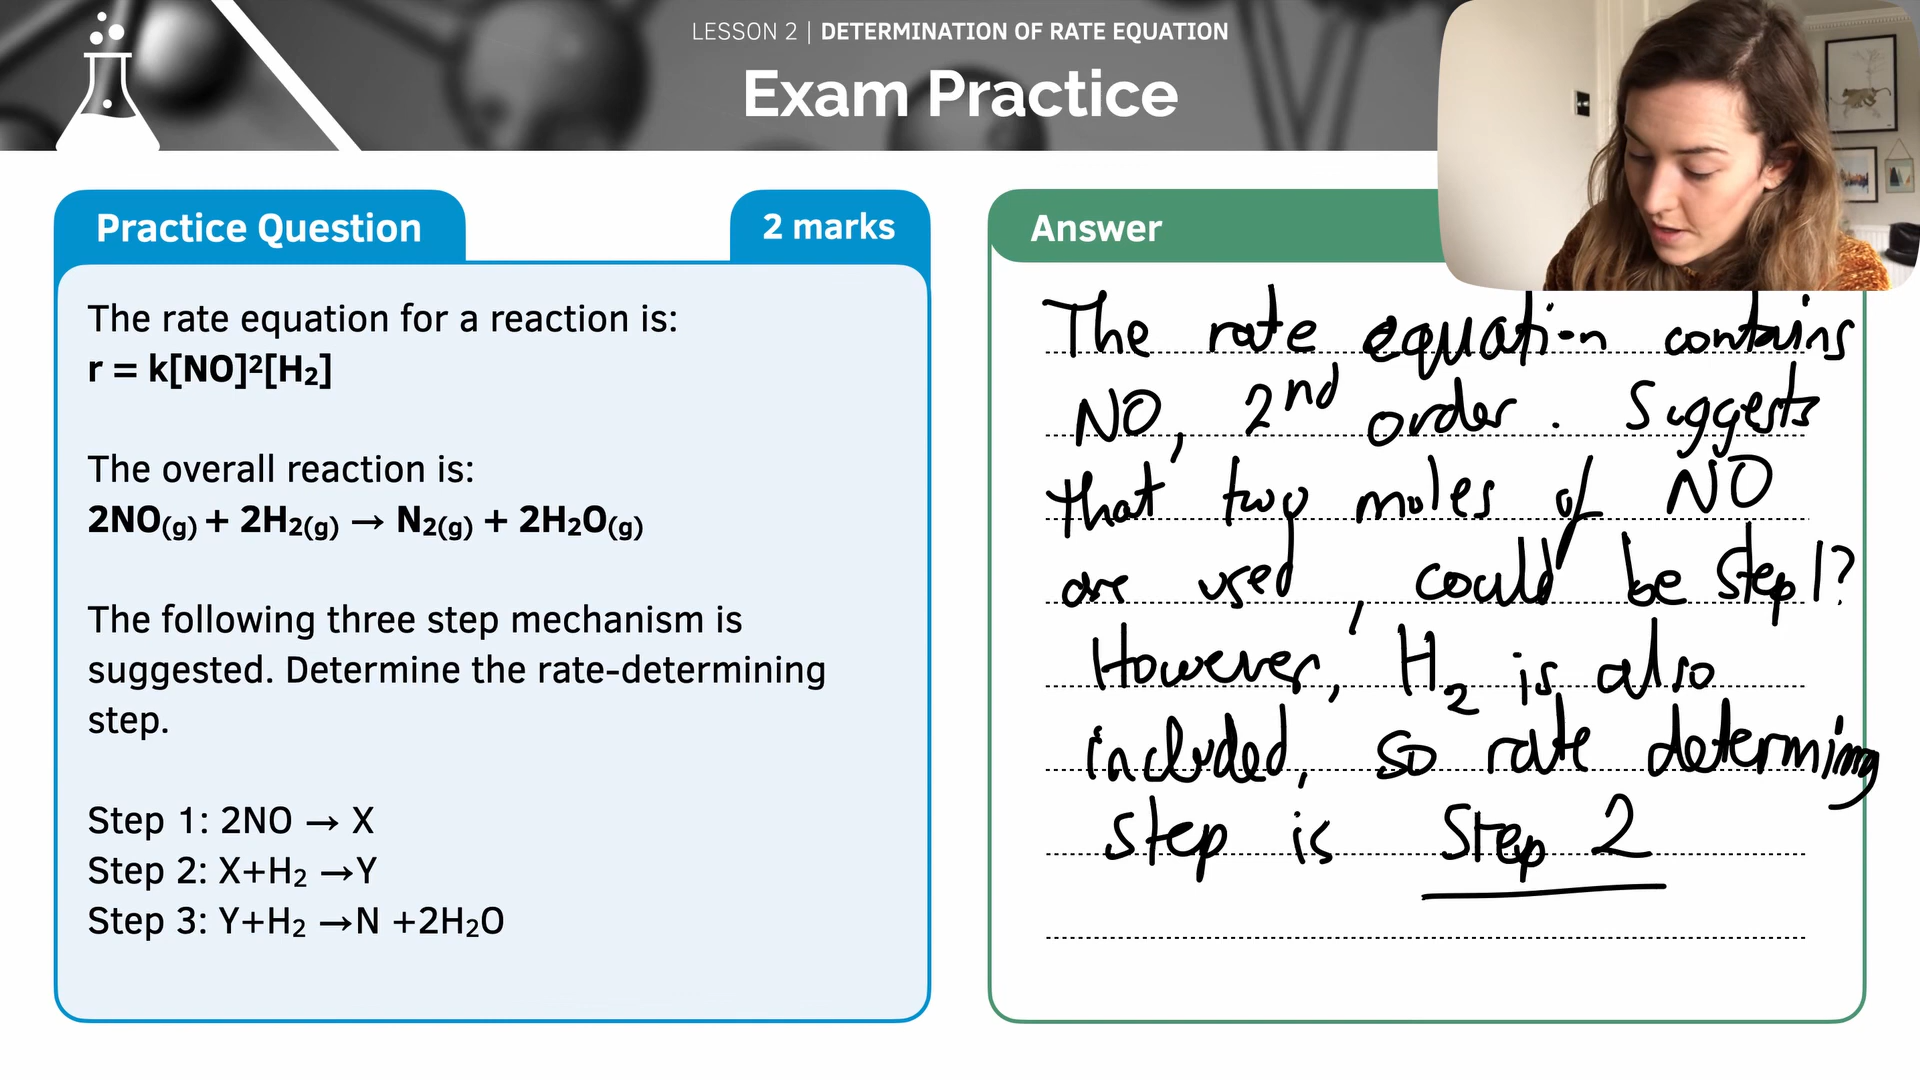 LESSON 2 | DETERMINATION OF RATE EQUATION
Exam Practice
Practice Question
2 marks
The rate equation for a reaction is:
r = k[NO]²[H₂]
The overall reaction is:
2NO(g) + 2H₂(g) → N₂(g) + 2H₂O(g)
The following three step mechanism is
suggested. Determine the rate-determining
step.
Step 1: 2NO → X
Step 2: X+H₂ →Y
Step 3: Y+H₂ →N +2H₂O
Answer
The rate equation contains
NO, 2nd order. Suggests
that two moles of NO
are used, could be step 1?
However, H₂ is also
included, so rate determing
step is Step 2